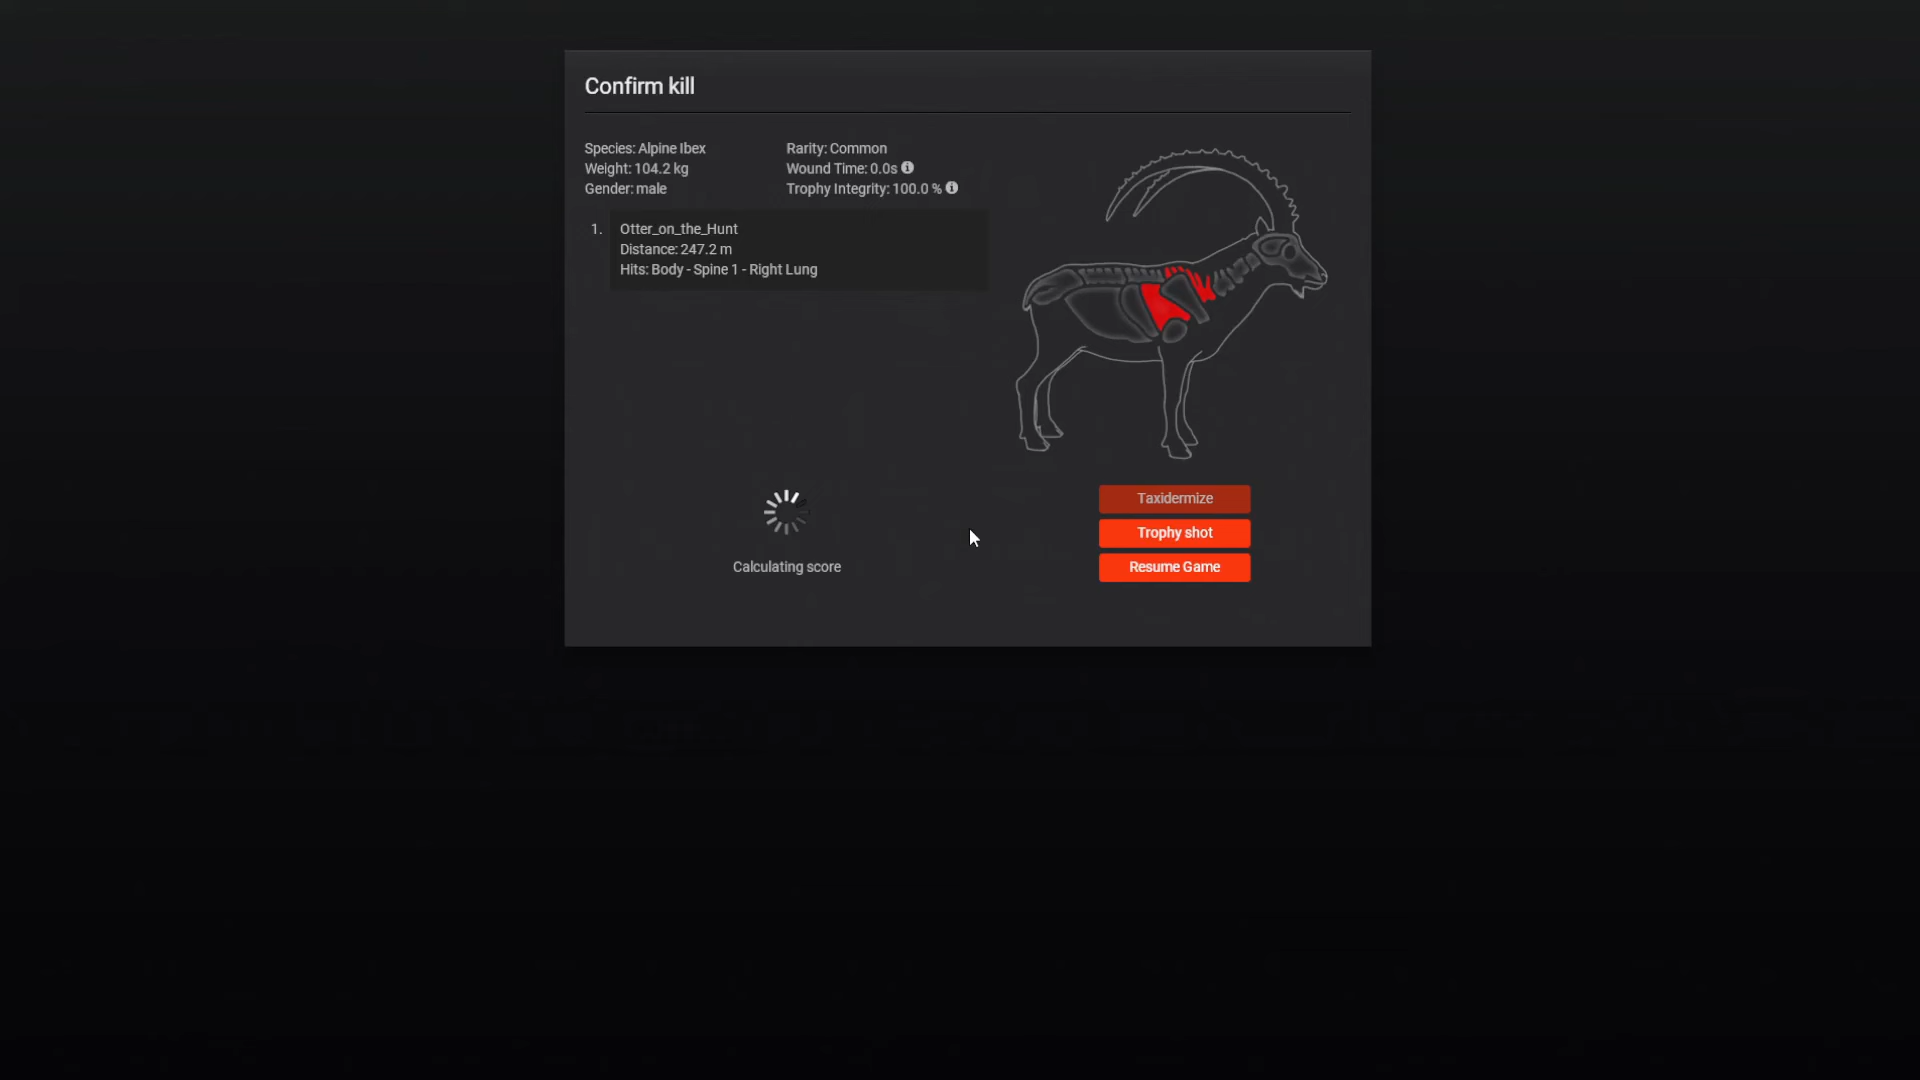 Confirm kill
Species: Alpine Ibex
Weight: 104.2 kg
Gender: male
Rarity: Common
Wound Time: 0.0s
Trophy Integrity: 100.0 %
1.
Otter_on_the_Hunt
Distance: 247.2 m
Hits: Body - Spine 1 - Right Lung
Calculating score
Taxidermize
Trophy shot
Resume Game